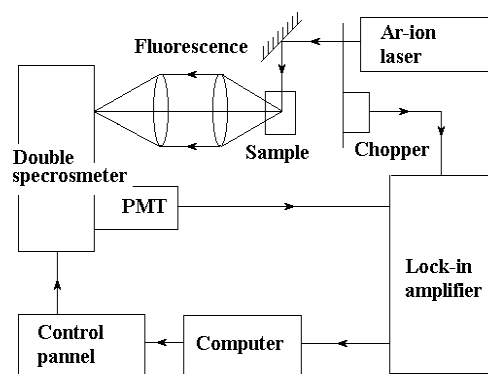 Fluorescence
Ar-ion
laser
Sample
Chopper
Double
specrosmeter
PMT
Lock-in
amplifier
Control
pannel
Computer